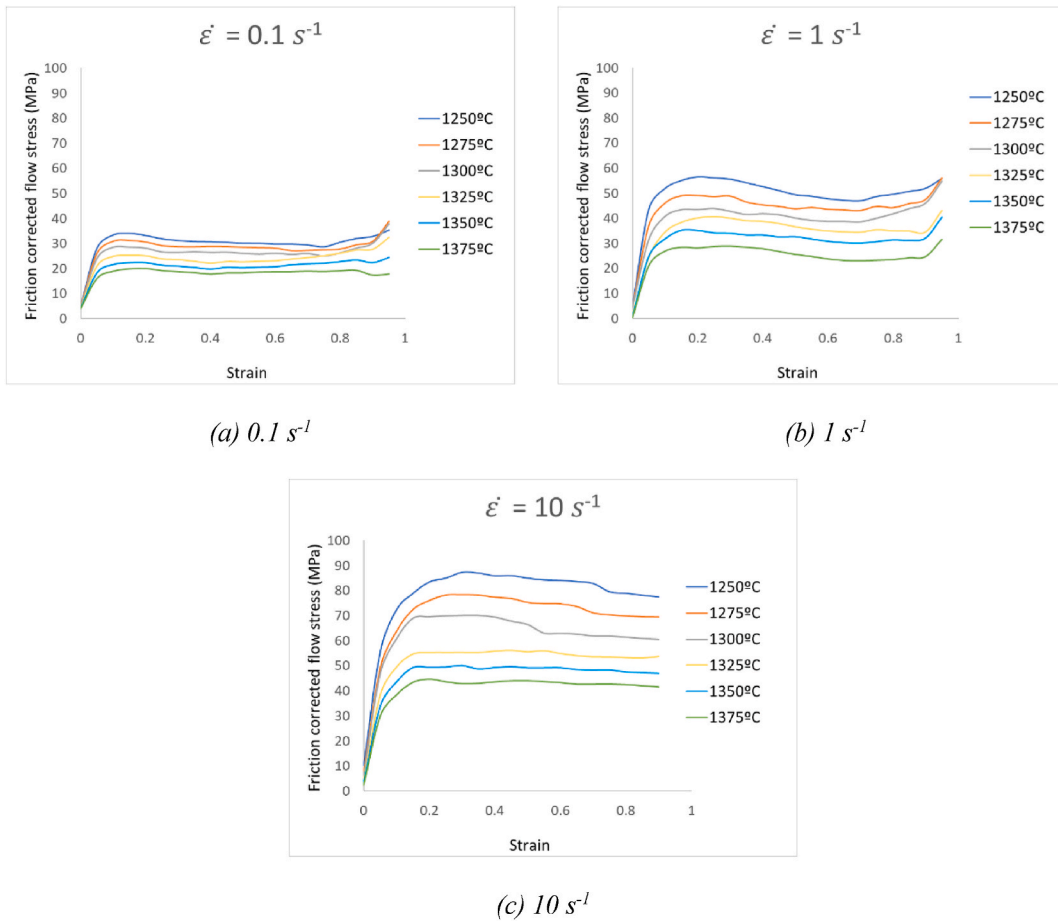 ε̇ = 0.1 s⁻¹
Friction corrected flow stress (MPa)
100
90
80
70
60
50
40
30
20
10
0
0
0.2
0.4
0.6
0.8
1
Strain
1250ºC
1275ºC
1300ºC
1325ºC
1350ºC
1375ºC
(a) 0.1 s⁻¹
ε̇ = 1 s⁻¹
Friction corrected flow stress (MPa)
100
90
80
70
60
50
40
30
20
10
0
0
0.2
0.4
0.6
0.8
1
Strain
1250ºC
1275ºC
1300ºC
1325ºC
1350ºC
1375ºC
(b) 1 s⁻¹
ε̇ = 10 s⁻¹
Friction corrected flow stress (MPa)
100
90
80
70
60
50
40
30
20
10
0
0
0.2
0.4
0.6
0.8
1
Strain
1250ºC
1275ºC
1300ºC
1325ºC
1350ºC
1375ºC
(c) 10 s⁻¹